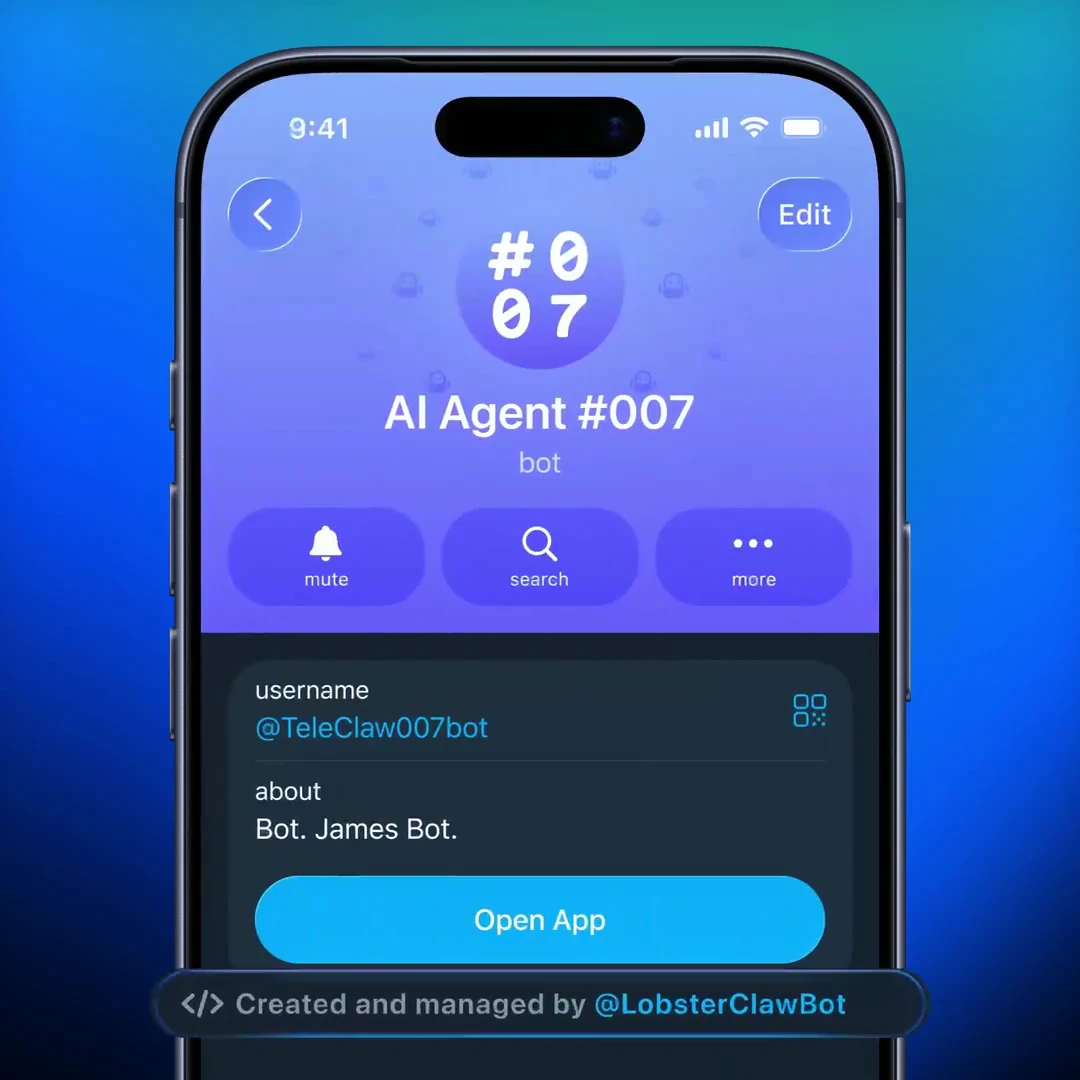 9:41
Edit
#0
07
AI Agent #007
bot
mute
search
more
username
@TeleClaw007bot
about
Bot. James Bot.
Open App
</> Created and managed by @LobsterClawBot